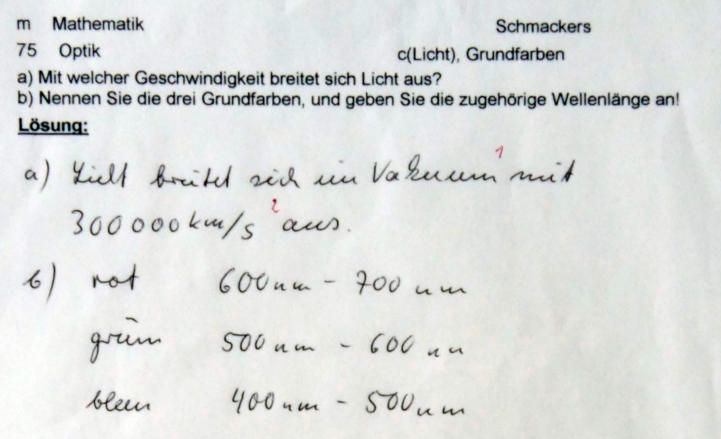 m Mathematik Schmackers
75 Optik c(Licht), Grundfarben
a) Mit welcher Geschwindigkeit breitet sich Licht aus?
b) Nennen Sie die drei Grundfarben, und geben Sie die zugehörige Wellenlänge an!
Lösung:
a) Licht breitet sich im Vakuum 1 mit
300 000 km/s 2 aus.
b) rot 600 nm - 700 nm
grün 500 nm - 600 nm
blau 400 nm - 500 nm